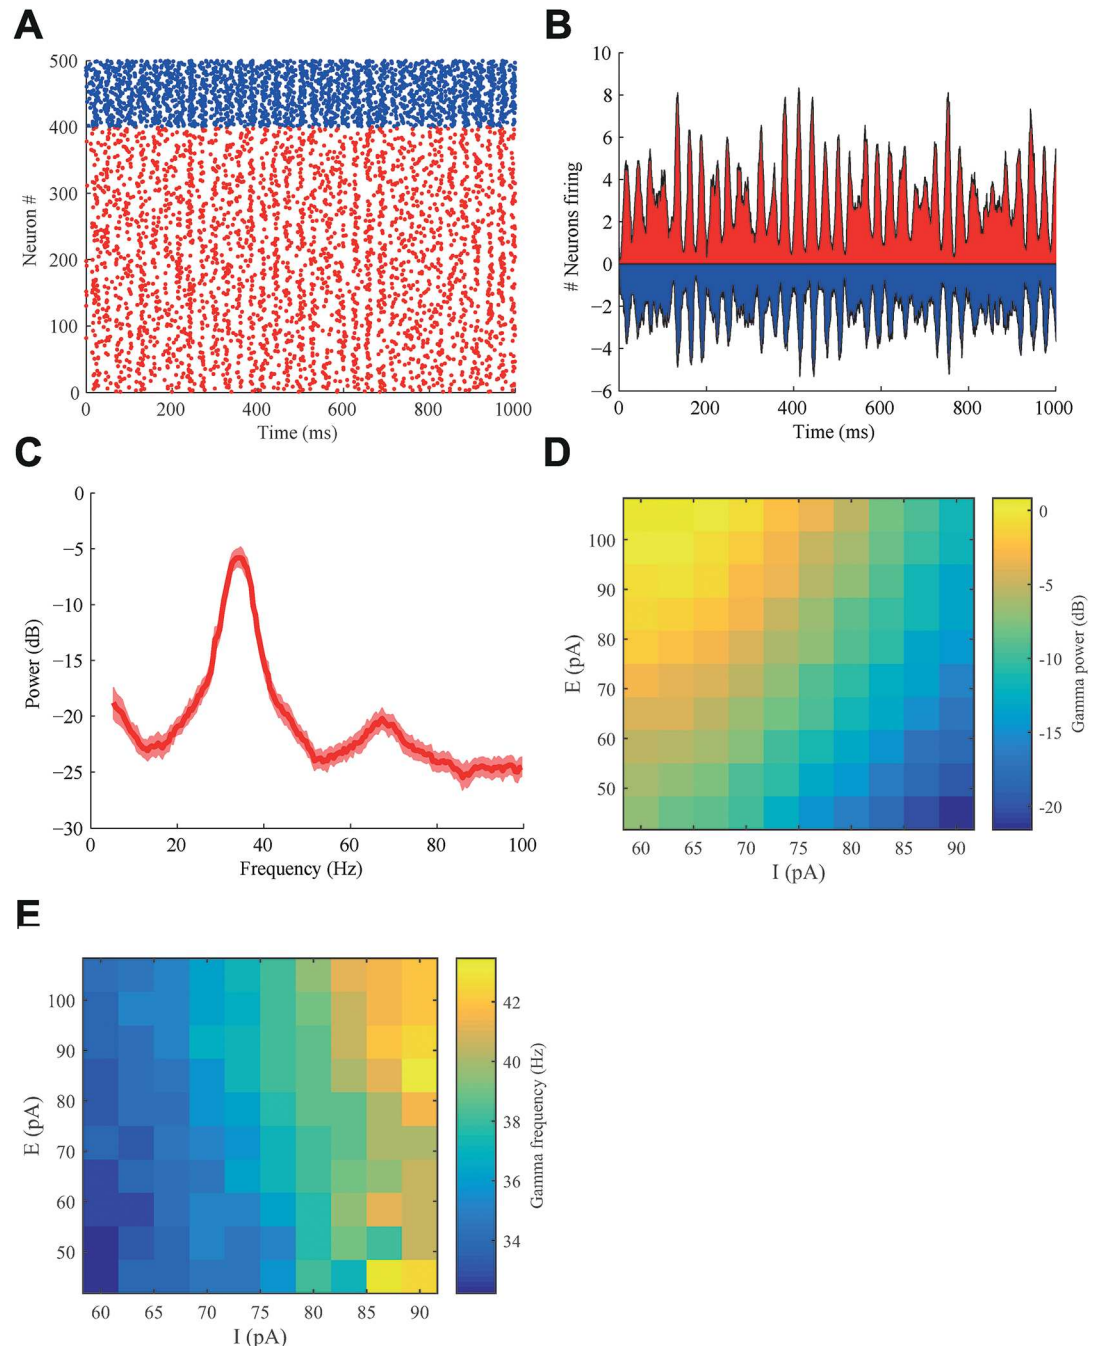 A
500
400
300
200
100
0
Neuron #
0 200 400 600 800 1000
Time (ms)
B
10
8
6
4
2
0
−2
−4
−6
# Neurons firing
0 200 400 600 800 1000
Time (ms)
C
0
−5
−10
−15
−20
−25
−30
Power (dB)
0 20 40 60 80 100
Frequency (Hz)
D
100
90
80
70
60
50
E (pA)
60 65 70 75 80 85 90
I (pA)
0
-5
-10
-15
-20
Gamma power (dB)
E
100
90
80
70
60
50
E (pA)
60 65 70 75 80 85 90
I (pA)
42
40
38
36
34
Gamma frequency (Hz)